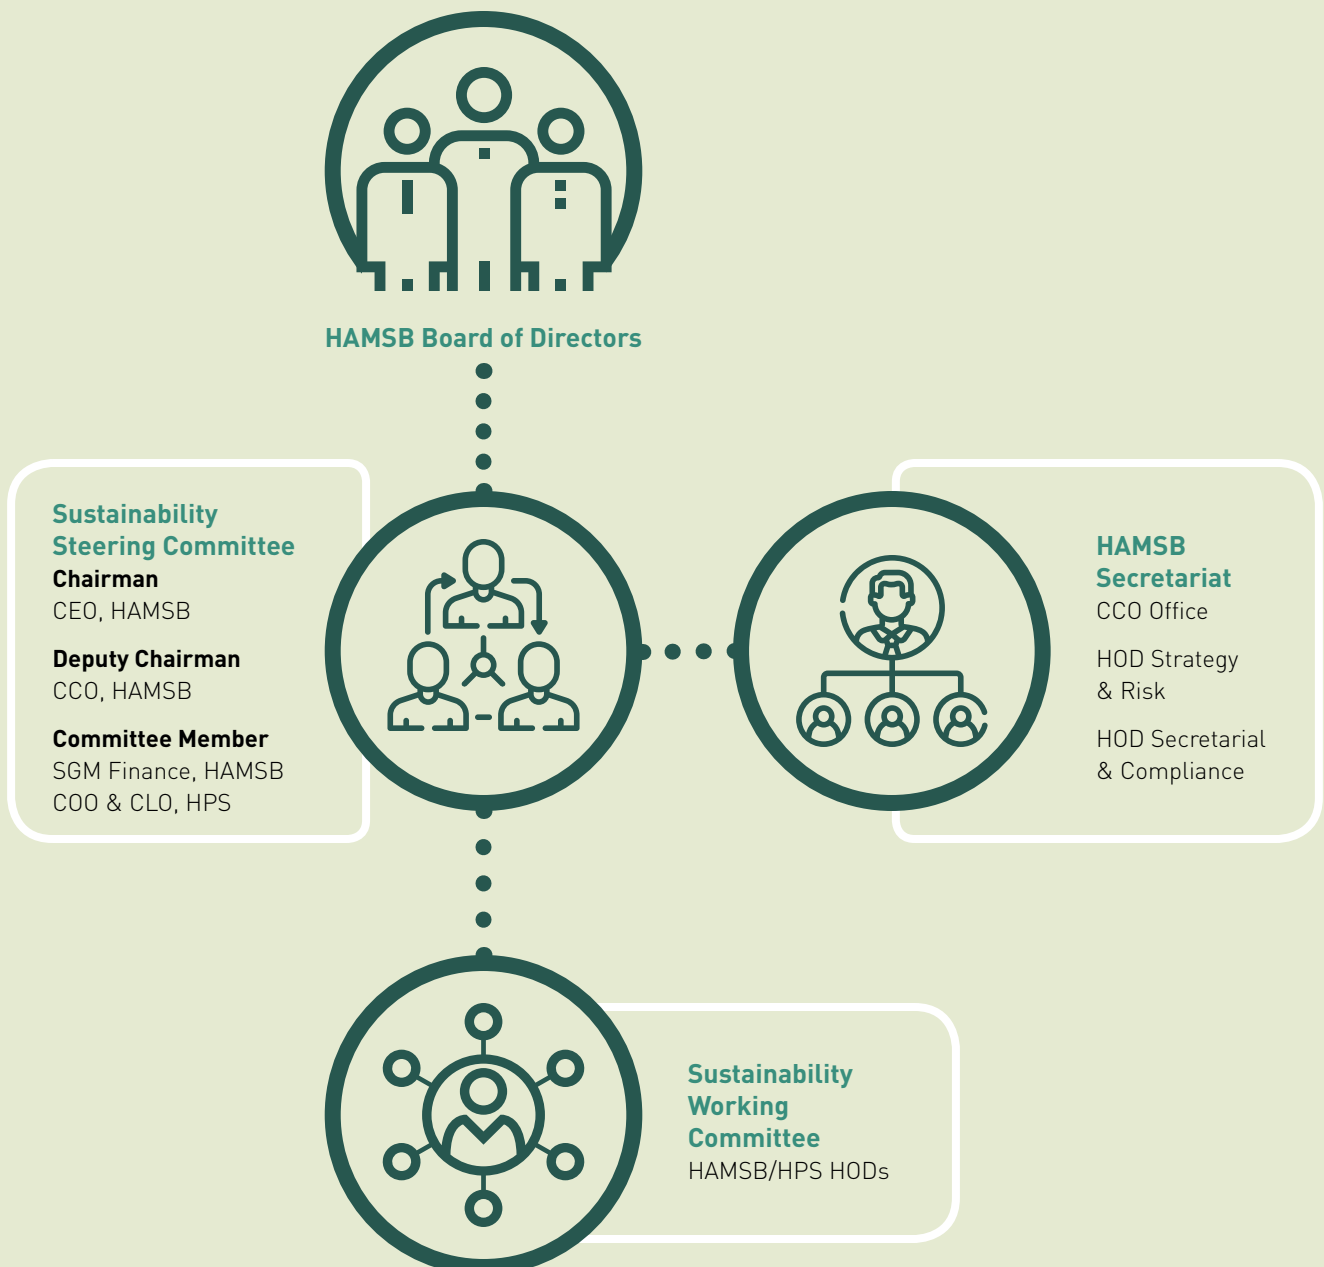 HAMSB Board of Directors
Sustainability
Steering Committee
Chairman
CEO, HAMSB
Deputy Chairman
CCO, HAMSB
Committee Member
SGM Finance, HAMSB
COO & CLO, HPS
HAMSB
Secretariat
CCO Office
HOD Strategy
& Risk
HOD Secretarial
& Compliance
Sustainability
Working
Committee
HAMSB/HPS HODs